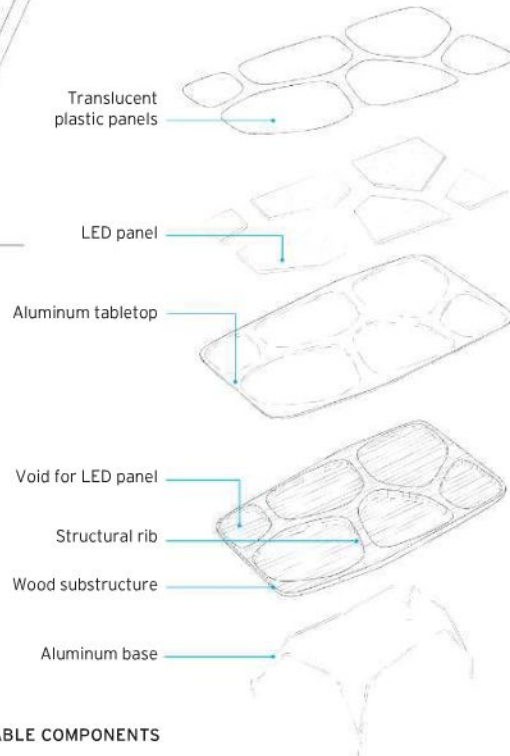 Translucent
plastic panels
LED panel
Aluminum tabletop
Void for LED panel
Structural rib
Wood substructure
Aluminum base
ABLE COMPONENTS